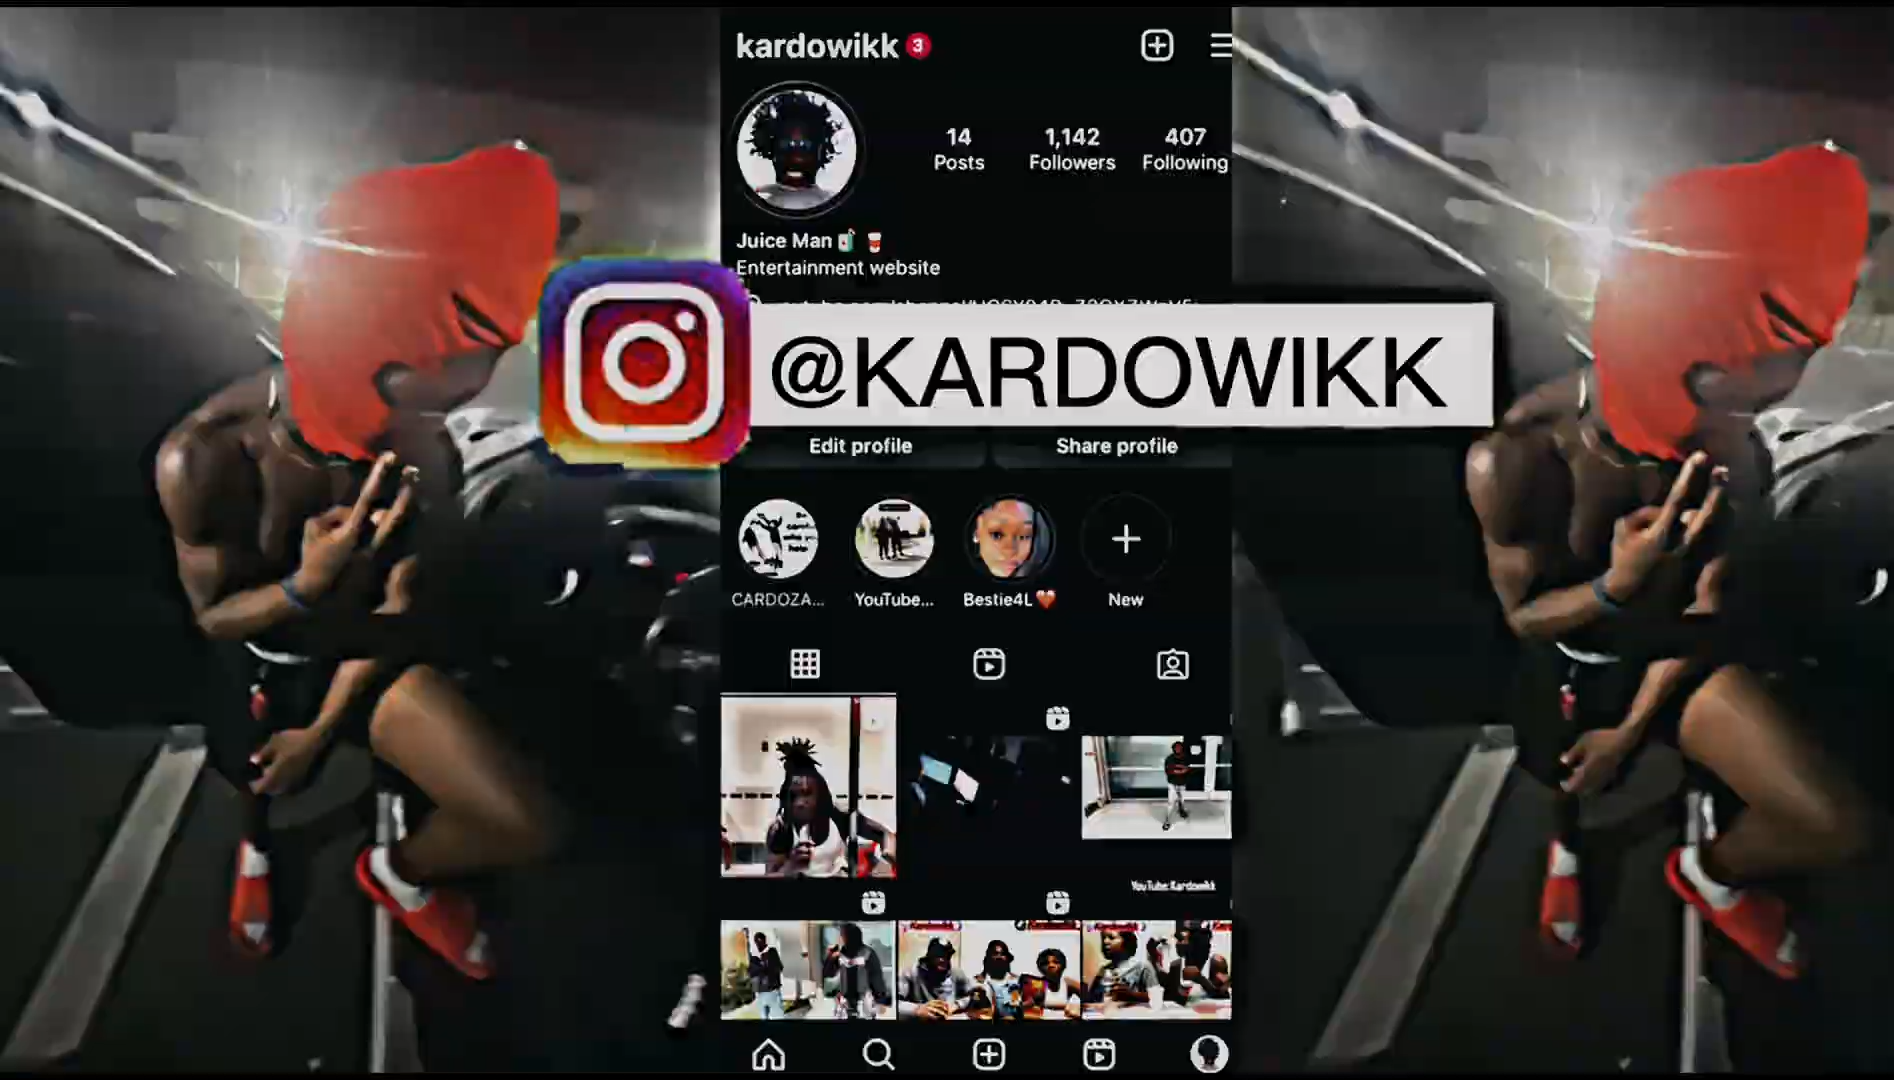 kardowikk 3
14
1,142
407
Posts
Followers
Following
Juice Man
Entertainment website
@KARDOWIKK
Edit profile
Share profile
CARDOZA...
YouTube...
Bestie4L
New
YouTube: Kardowikk